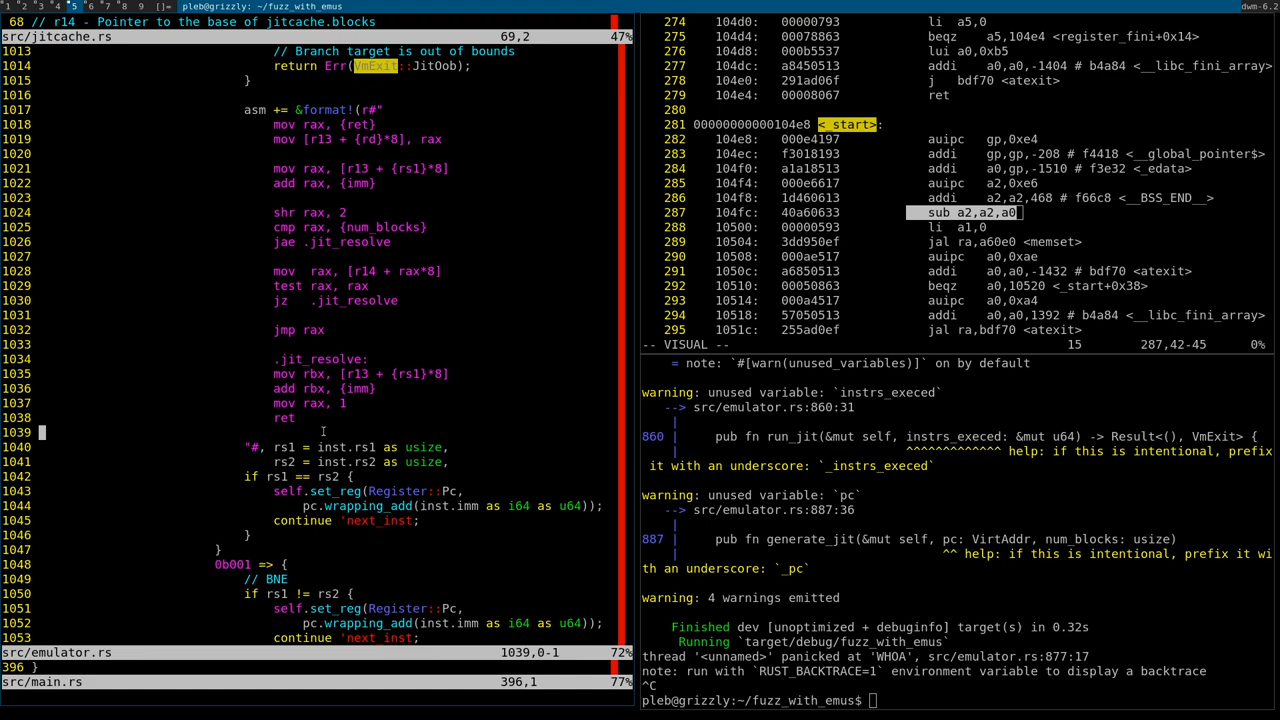 1 2 3 4 5 6 7 8 9 []= pleb@grizzly: ~/fuzz_with_emus dwm-6.2
68 // r14 - Pointer to the base of jitcache.blocks
src/jitcache.rs 69,2 47%
1013 // Branch target is out of bounds
1014 return Err(VmExit::JitOob);
1015 }
1016
1017 asm += &format!(r#"
1018 mov rax, {ret}
1019 mov [r13 + {rd}*8], rax
1020
1021 mov rax, [r13 + {rs1}*8]
1022 add rax, {imm}
1023
1024 shr rax, 2
1025 cmp rax, {num_blocks}
1026 jae .jit_resolve
1027
1028 mov  rax, [r14 + rax*8]
1029 test rax, rax
1030 jz   .jit_resolve
1031
1032 jmp rax
1033
1034 .jit_resolve:
1035 mov rbx, [r13 + {rs1}*8]
1036 add rbx, {imm}
1037 mov rax, 1
1038 ret
1039
1040 "#, rs1 = inst.rs1 as usize,
1041 rs2 = inst.rs2 as usize,
1042 if rs1 == rs2 {
1043 self.set_reg(Register::Pc,
1044 pc.wrapping_add(inst.imm as i64 as u64));
1045 continue 'next_inst;
1046 }
1047 }
1048 0b001 => {
1049 // BNE
1050 if rs1 != rs2 {
1051 self.set_reg(Register::Pc,
1052 pc.wrapping_add(inst.imm as i64 as u64));
1053 continue 'next_inst;
src/emulator.rs 1039,0-1 72%
396 }
src/main.rs 396,1 77%
274 104d0: 00000793 li a5,0
275 104d4: 00078863 beqz a5,104e4 <register_fini+0x14>
276 104d8: 000b5537 lui a0,0xb5
277 104dc: a8450513 addi a0,a0,-1404 # b4a84 <__libc_fini_array>
278 104e0: 291ad06f j bdf70 <atexit>
279 104e4: 00008067 ret
280
281 00000000000104e8 <_start>:
282 104e8: 000e4197 auipc gp,0xe4
283 104ec: f3018193 addi gp,gp,-208 # f4418 <__global_pointer$>
284 104f0: a1a18513 addi a0,gp,-1510 # f3e32 <_edata>
285 104f4: 000e6617 auipc a2,0xe6
286 104f8: 1d460613 addi a2,a2,468 # f66c8 <__BSS_END__>
287 104fc: 40a60633 sub a2,a2,a0
288 10500: 00000593 li a1,0
289 10504: 3dd950ef jal ra,a60e0 <memset>
290 10508: 000ae517 auipc a0,0xae
291 1050c: a6850513 addi a0,a0,-1432 # bdf70 <atexit>
292 10510: 00050863 beqz a0,10520 <_start+0x38>
293 10514: 000a4517 auipc a0,0xa4
294 10518: 57050513 addi a0,a0,1392 # b4a84 <__libc_fini_array>
295 1051c: 255ad0ef jal ra,bdf70 <atexit>
-- VISUAL -- 15 287,42-45 0%
= note: `#[warn(unused_variables)]` on by default
warning: unused variable: `instrs_execed`
--> src/emulator.rs:860:31
|
860 | pub fn run_jit(&mut self, instrs_execed: &mut u64) -> Result<(), VmExit> {
| ^^^^^^^^^^^^^ help: if this is intentional, prefix
it with an underscore: `_instrs_execed`
warning: unused variable: `pc`
--> src/emulator.rs:887:36
|
887 | pub fn generate_jit(&mut self, pc: VirtAddr, num_blocks: usize)
| ^^ help: if this is intentional, prefix it wi
th an underscore: `_pc`
warning: 4 warnings emitted
Finished dev [unoptimized + debuginfo] target(s) in 0.32s
Running `target/debug/fuzz_with_emus`
thread '<unnamed>' panicked at 'WHOA', src/emulator.rs:877:17
note: run with `RUST_BACKTRACE=1` environment variable to display a backtrace
^C
pleb@grizzly:~/fuzz_with_emus$